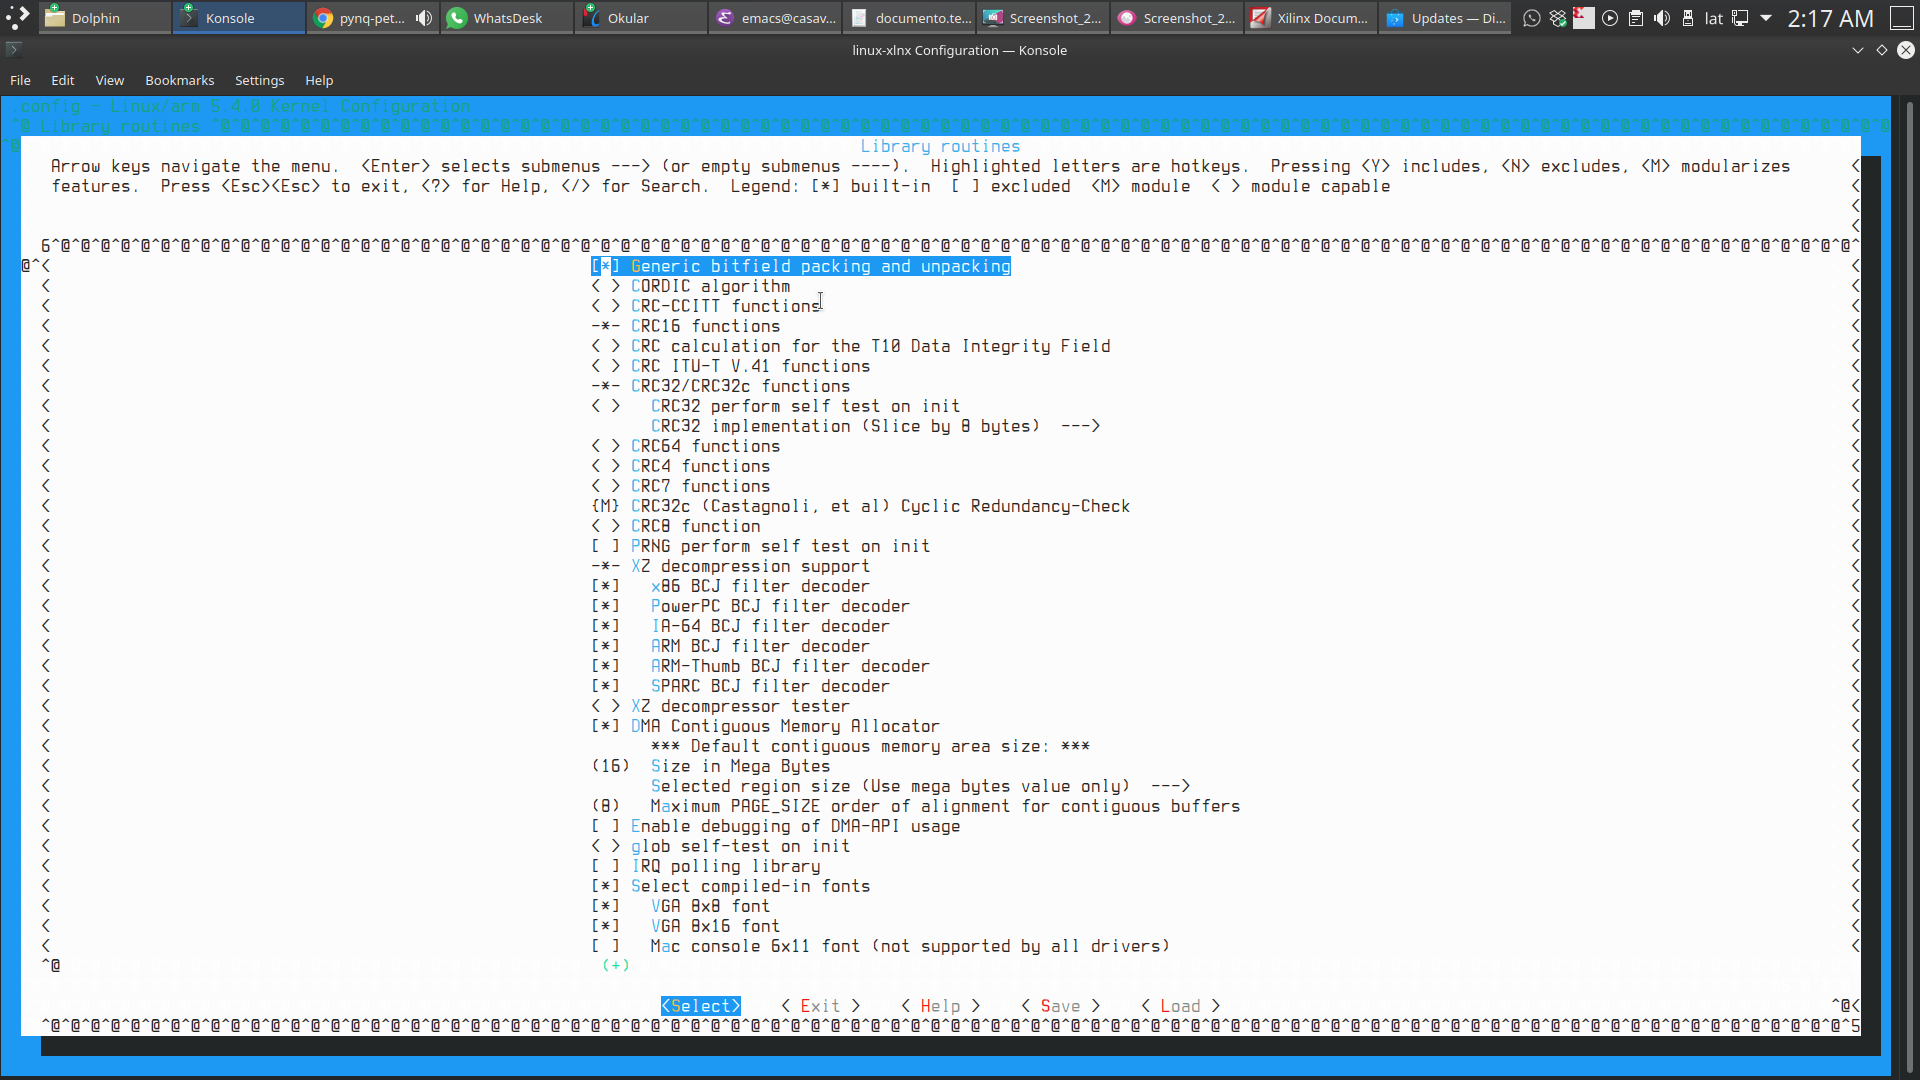 Dolphin
Konsole
pynq-pet...
WhatsDesk
Okular
emacs@casav...
documento.te...
Screenshot_2...
Screenshot_2...
Xilinx Docum...
Updates — Di...
lat
2:17 AM
linux-xlnx Configuration — Konsole
File Edit View Bookmarks Settings Help
.config - Linux/arm 5.4.0 Kernel Configuration
Library routines
Library routines
Arrow keys navigate the menu. <Enter> selects submenus ---> (or empty submenus ----). Highlighted letters are hotkeys. Pressing <Y> includes, <N> excludes, <M> modularizes
features. Press <Esc><Esc> to exit, <?> for Help, </> for Search. Legend: [*] built-in [ ] excluded <M> module < > module capable
[*] Generic bitfield packing and unpacking
< > CORDIC algorithm
< > CRC-CCITT functions
-*- CRC16 functions
< > CRC calculation for the T10 Data Integrity Field
< > CRC ITU-T V.41 functions
-*- CRC32/CRC32c functions
< >   CRC32 perform self test on init
CRC32 implementation (Slice by 8 bytes) --->
< > CRC64 functions
< > CRC4 functions
< > CRC7 functions
{M} CRC32c (Castagnoli, et al) Cyclic Redundancy-Check
< > CRC8 function
[ ] PRNG perform self test on init
-*- XZ decompression support
[*]   x86 BCJ filter decoder
[*]   PowerPC BCJ filter decoder
[*]   IA-64 BCJ filter decoder
[*]   ARM BCJ filter decoder
[*]   ARM-Thumb BCJ filter decoder
[*]   SPARC BCJ filter decoder
< > XZ decompressor tester
[*] DMA Contiguous Memory Allocator
*** Default contiguous memory area size: ***
(16)  Size in Mega Bytes
Selected region size (Use mega bytes value only) --->
(8)   Maximum PAGE_SIZE order of alignment for contiguous buffers
[ ] Enable debugging of DMA-API usage
< > glob self-test on init
[ ] IRQ polling library
[*] Select compiled-in fonts
[*]   VGA 8x8 font
[*]   VGA 8x16 font
[ ]   Mac console 6x11 font (not supported by all drivers)
^@ (+)
<Select> < Exit > < Help > < Save > < Load >